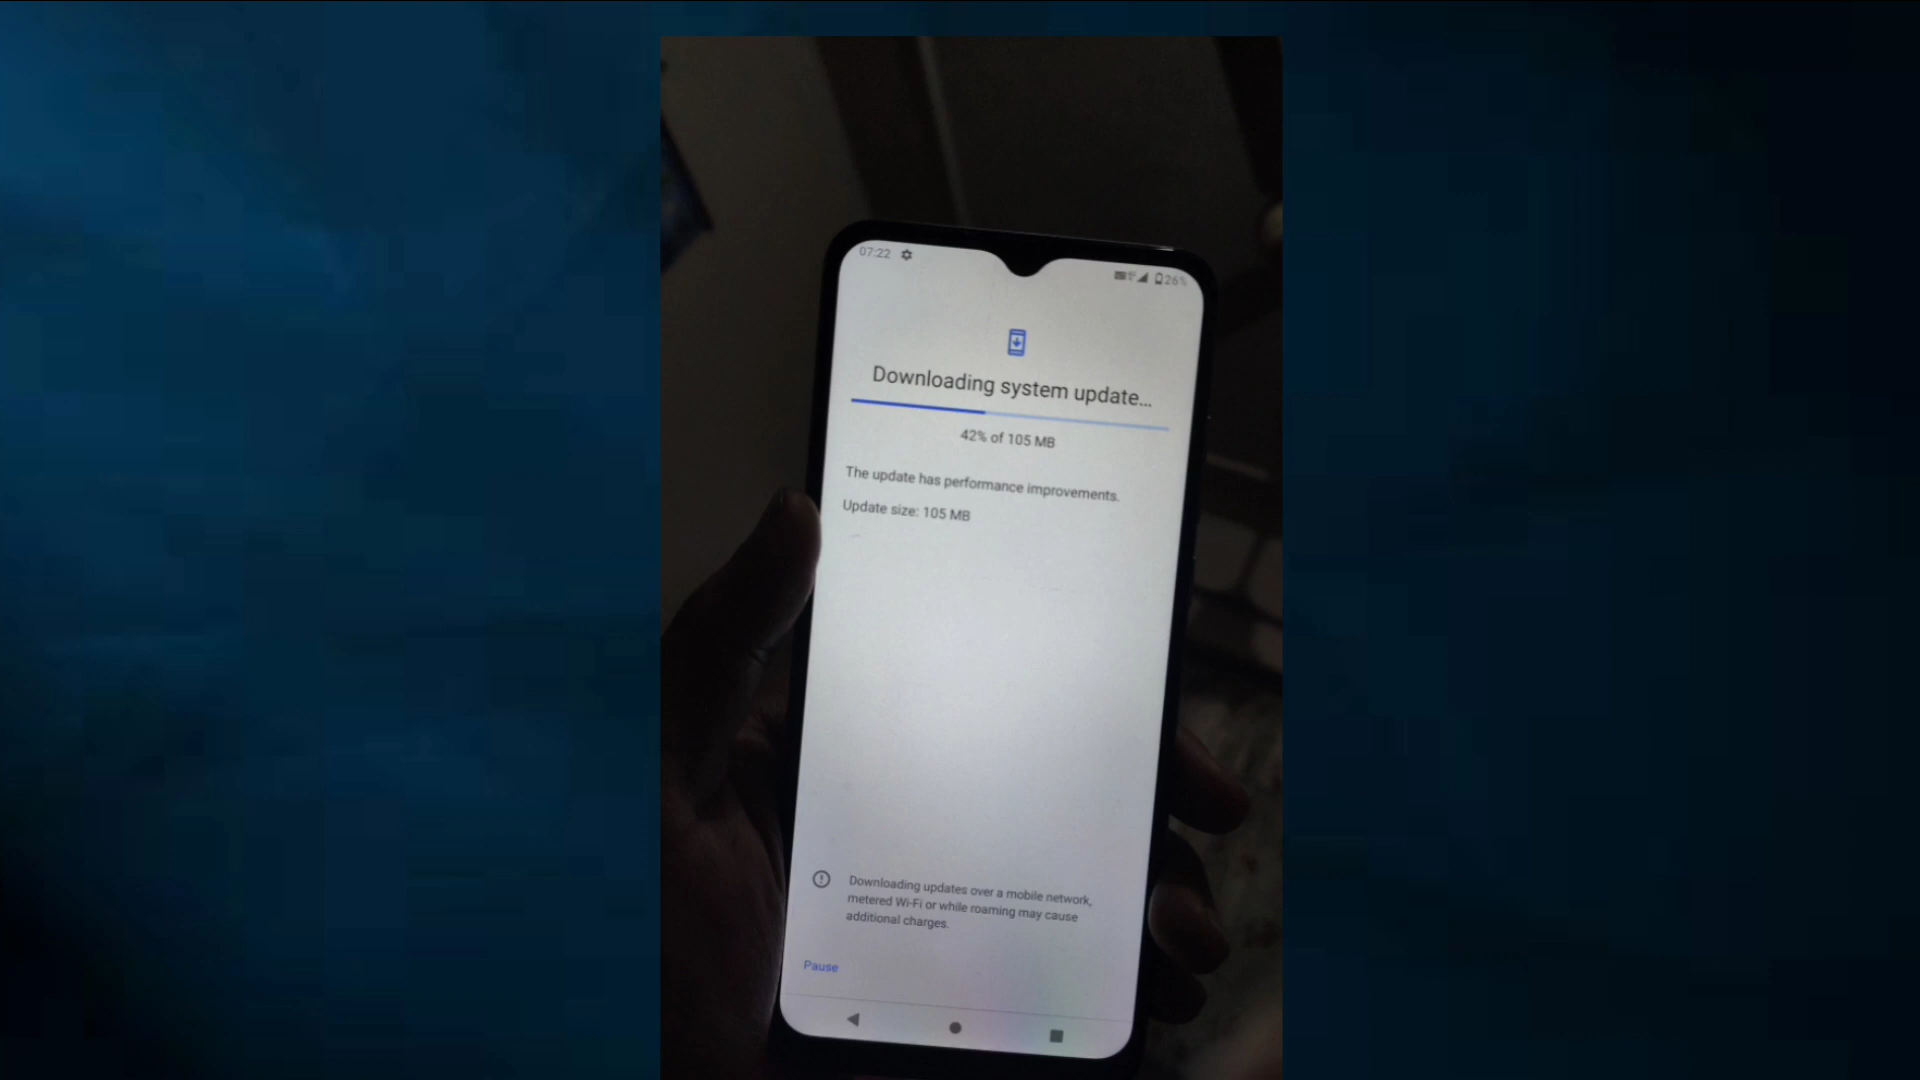 07:22
26%
Downloading system update...
42% of 105 MB
The update has performance improvements.
Update size: 105 MB
Downloading updates over a mobile network,
metered Wi-Fi or while roaming may cause
additional charges.
Pause